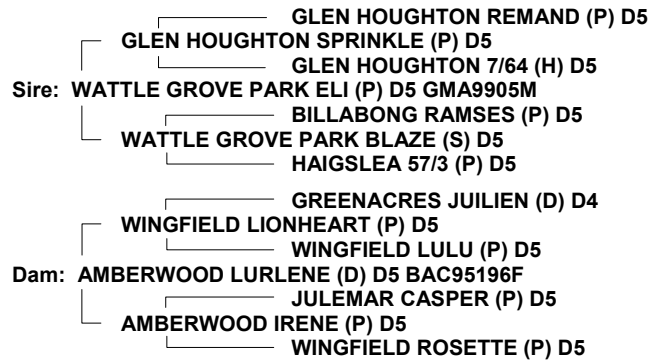 GLEN HOUGHTON REMAND (P) D5
GLEN HOUGHTON SPRINKLE (P) D5
GLEN HOUGHTON 7/64 (H) D5
Sire: WATTLE GROVE PARK ELI (P) D5 GMA9905M
BILLABONG RAMSES (P) D5
WATTLE GROVE PARK BLAZE (S) D5
HAIGSLEA 57/3 (P) D5
GREENACRES JUILIEN (D) D4
WINGFIELD LIONHEART (P) D5
WINGFIELD LULU (P) D5
Dam: AMBERWOOD LURLENE (D) D5 BAC95196F
JULEMAR CASPER (P) D5
AMBERWOOD IRENE (P) D5
WINGFIELD ROSETTE (P) D5